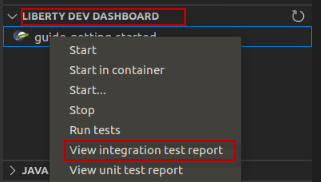 LIBERTY DEV DASHBOARD
guide-getting-started
Start
Start in container
Start...
Stop
Run tests
View integration test report
JAVA
View unit test report